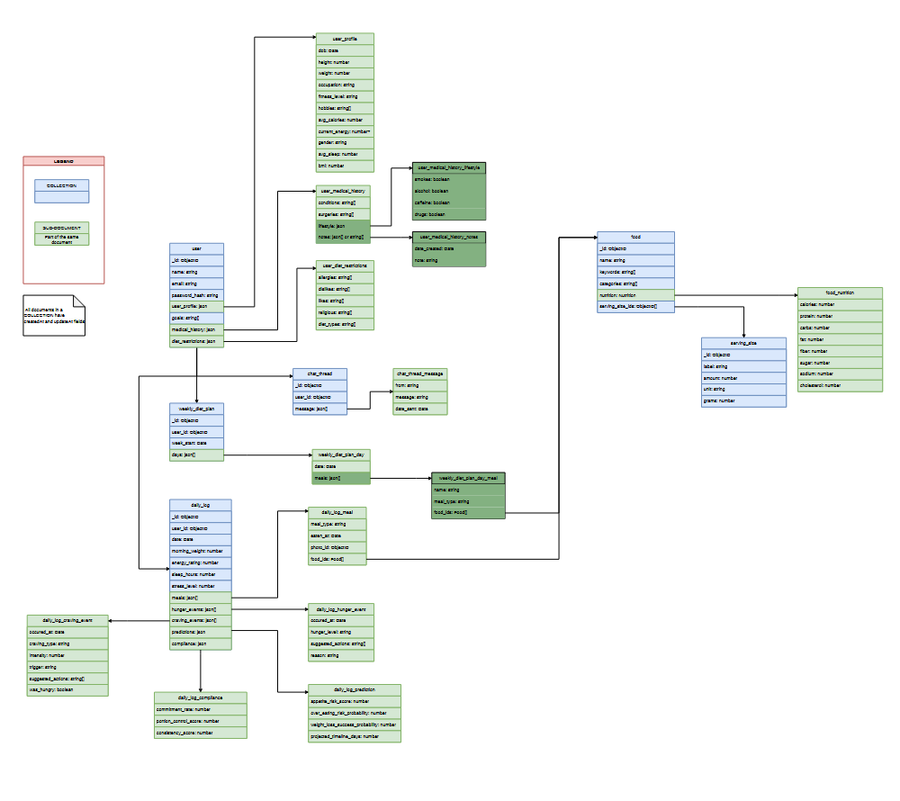 user_profile
dob: date
height: number
weight: number
occupation: string
fitness_level: string
hobbies: string[]
avg_calories: number
current_energy: number*
gender: string
avg_sleep: number
bmi: number
LEGEND
COLLECTION
SUB-DOCUMENT
Part of the same
document
All documents in a
COLLECTION have
createdAt and updatedAt fields
user_medical_history
conditions: string[]
surgeries: string[]
lifestyle: json
notes: json[] or string[]
user_medical_history_lifestyle
smokes: boolean
alcohol: boolean
caffeine: boolean
drugs: boolean
user_medical_history_notes
date_created: date
note: string
user
_id: ObjectId
name: string
email: string
password_hash: string
user_profile: json
goals: string[]
medical_history: json
diet_restrictions: json
user_diet_restrictions
allergies: string[]
dislikes: string[]
likes: string[]
religious: string[]
diet_types: string[]
food
_id: ObjectId
name: string
keywords: string[]
categories: string[]
nutrition: Nutrition
serving_size_ids: ObjectId[]
food_nutrition
calories: number
protein: number
carbs: number
fat: number
fiber: number
sugar: number
sodium: number
cholesterol: number
serving_size
_id: ObjectId
label: string
amount: number
unit: string
grams: number
chat_thread
_id: ObjectId
user_id: ObjectId
message: json[]
chat_thread_message
from: string
message: string
date_sent: date
weekly_diet_plan
_id: ObjectId
user_id: ObjectId
week_start: date
days: json[]
weekly_diet_plan_day
date: date
meals: json[]
weekly_diet_plan_day_meal
name: string
meal_type: string
food_ids: Food[]
daily_log
_id: ObjectId
user_id: ObjectId
date: date
morning_weight: number
energy_rating: number
sleep_hours: number
stress_level: number
meals: json[]
hunger_events: json[]
craving_events: json[]
predictions: json
compliance: json
daily_log_meal
meal_type: string
eaten_at: date
photo_id: ObjectId
food_ids: Food[]
daily_log_hunger_event
occured_at: date
hunger_level: string
suggested_actions: string[]
reason: string
daily_log_craving_event
occured_at: date
craving_type: string
intensity: number
trigger: string
suggested_actions: string[]
was_hungry: boolean
daily_log_compliance
commitment_rate: number
portion_control_score: number
consistency_score: number
daily_log_prediction
appetite_risk_score: number
over_eating_risk_probability: number
weight_loss_success_probability: number
projected_timeline_days: number